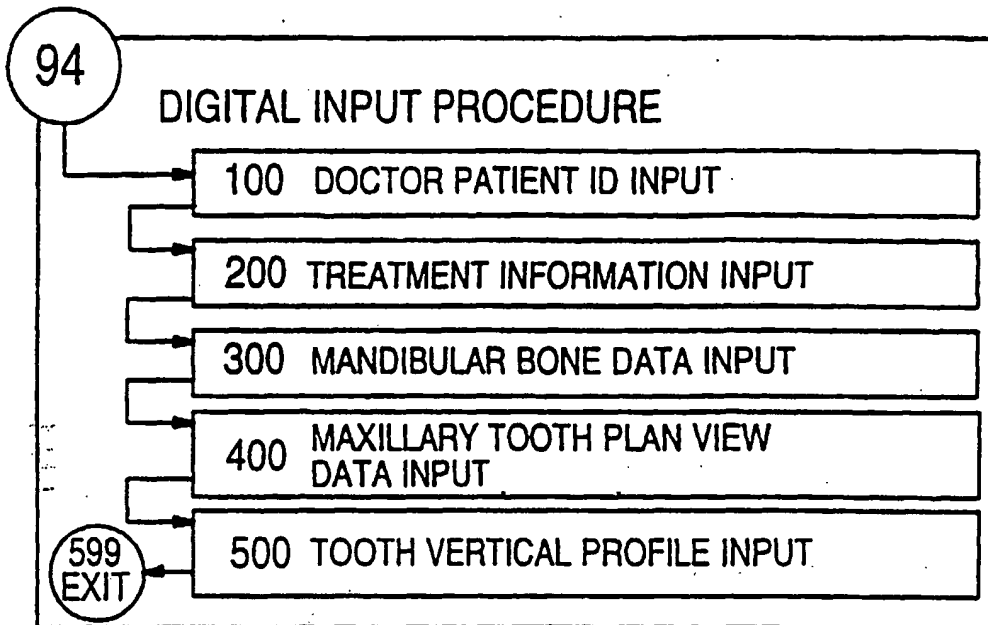 94
DIGITAL INPUT PROCEDURE
100 DOCTOR PATIENT ID INPUT
200 TREATMENT INFORMATION INPUT
300 MANDIBULAR BONE DATA INPUT
400 MAXILLARY TOOTH PLAN VIEW
DATA INPUT
500 TOOTH VERTICAL PROFILE INPUT
599
EXIT